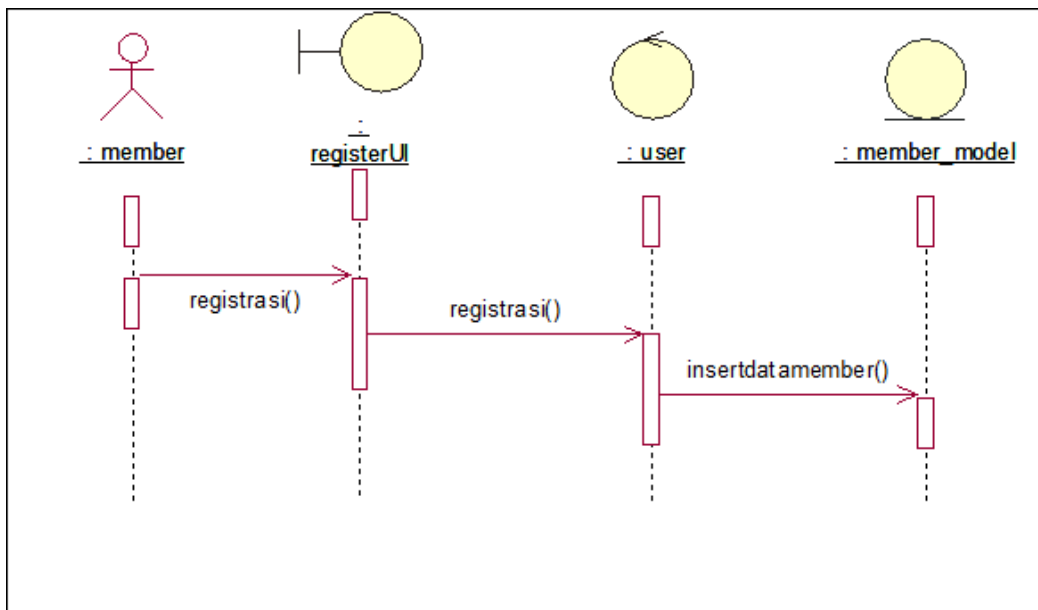 : member
:
registerUI
: user
: member_model
registrasi()
registrasi()
insertdatamember()